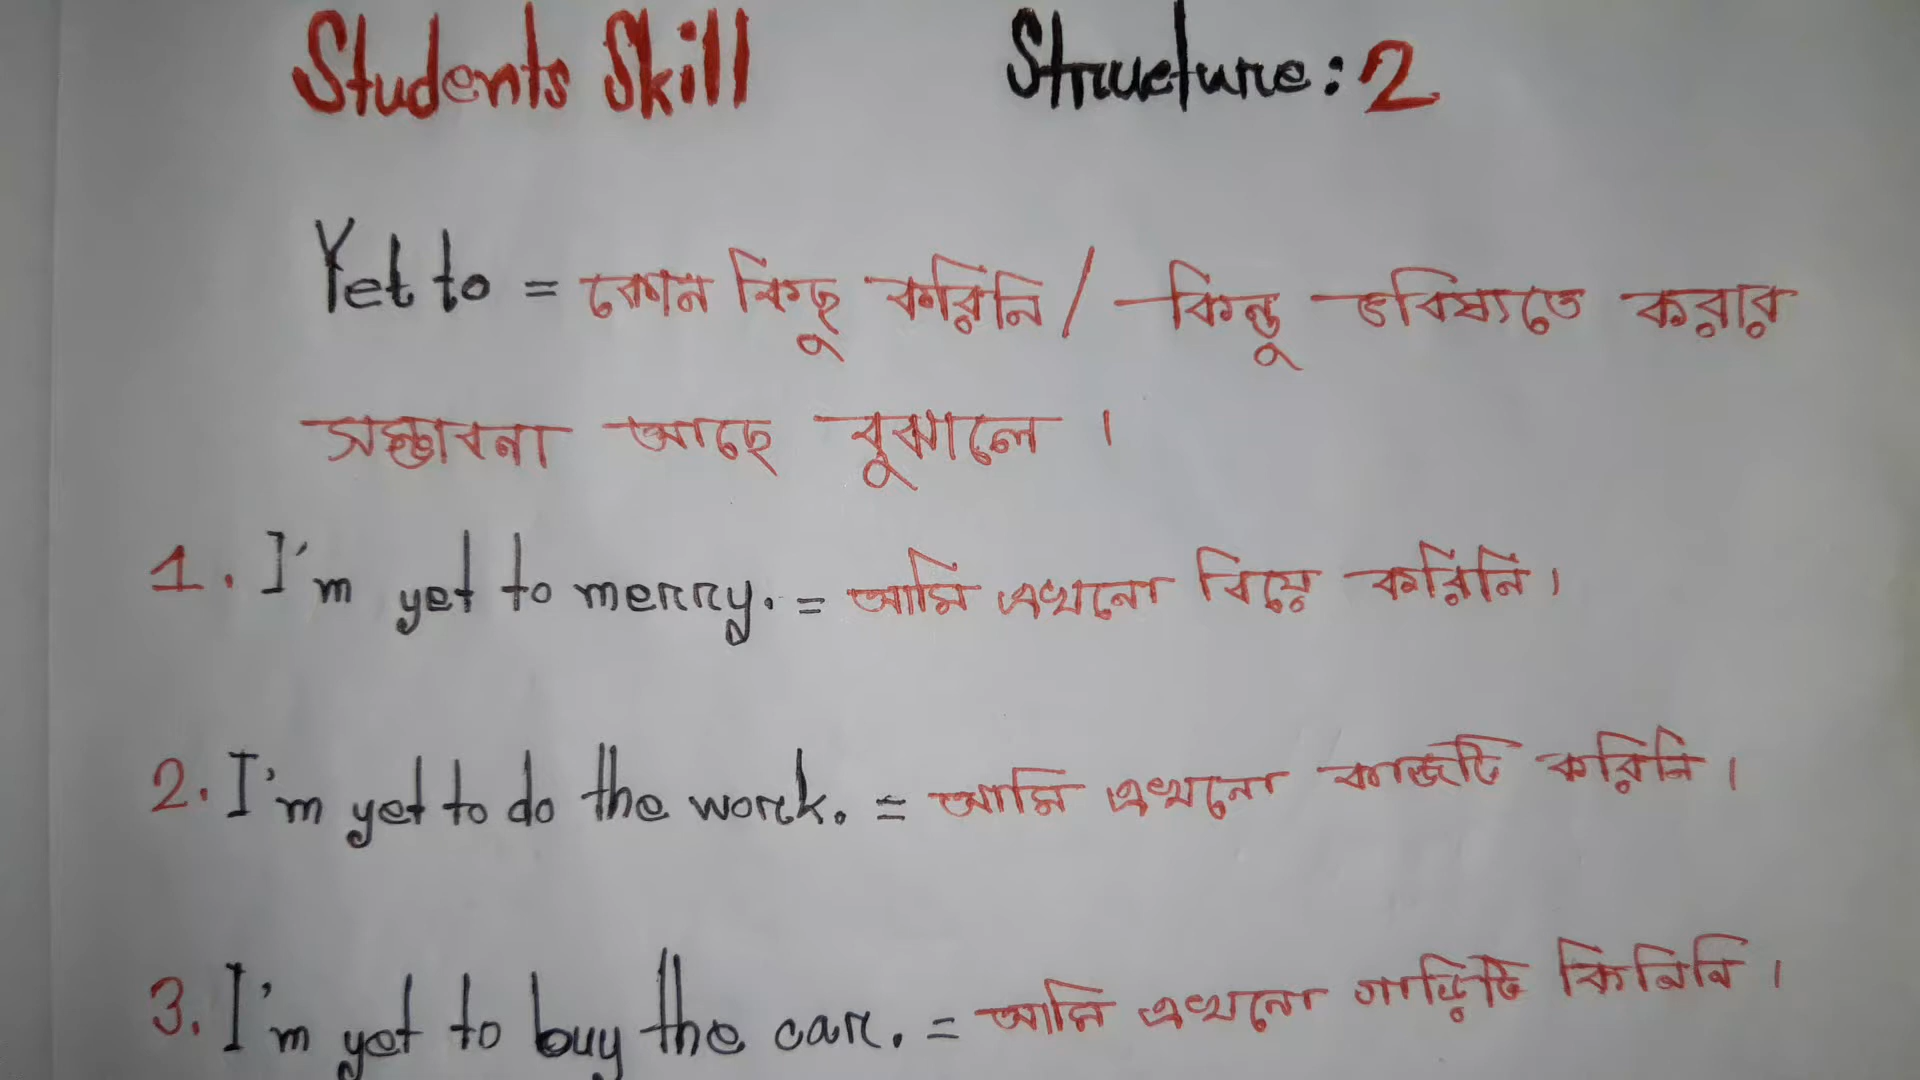 Students Skill Structure: 2
Yet to = কোন কিছু করিনি / কিন্তু ভবিষ্যতে করার
সম্ভাবনা আছে বুঝালে ।
1. I'm yet to merry. = আমি এখনো বিয়ে করিনি ।
2. I'm yet to do the work. = আমি এখনো কাজটি করিনি ।
3. I'm yet to buy the car. = আমি এখনো গাড়িটি কিনিনি ।